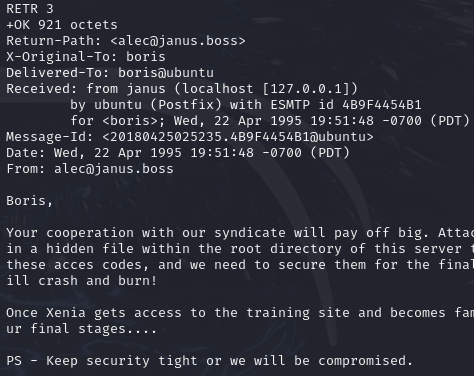 RETR 3
+OK 921 octets
Return-Path: <alec@janus.boss>
X-Original-To: boris
Delivered-To: boris@ubuntu
Received: from janus (localhost [127.0.0.1])
by ubuntu (Postfix) with ESMTP id 4B9F4454B1
for <boris>; Wed, 22 Apr 1995 19:51:48 -0700 (PDT)
Message-Id: <20180425025235.4B9F4454B1@ubuntu>
Date: Wed, 22 Apr 1995 19:51:48 -0700 (PDT)
From: alec@janus.boss
Boris,
Your cooperation with our syndicate will pay off big. Attac
in a hidden file within the root directory of this server t
these acces codes, and we need to secure them for the final
ill crash and burn!
Once Xenia gets access to the training site and becomes fam
ur final stages....
PS - Keep security tight or we will be compromised.